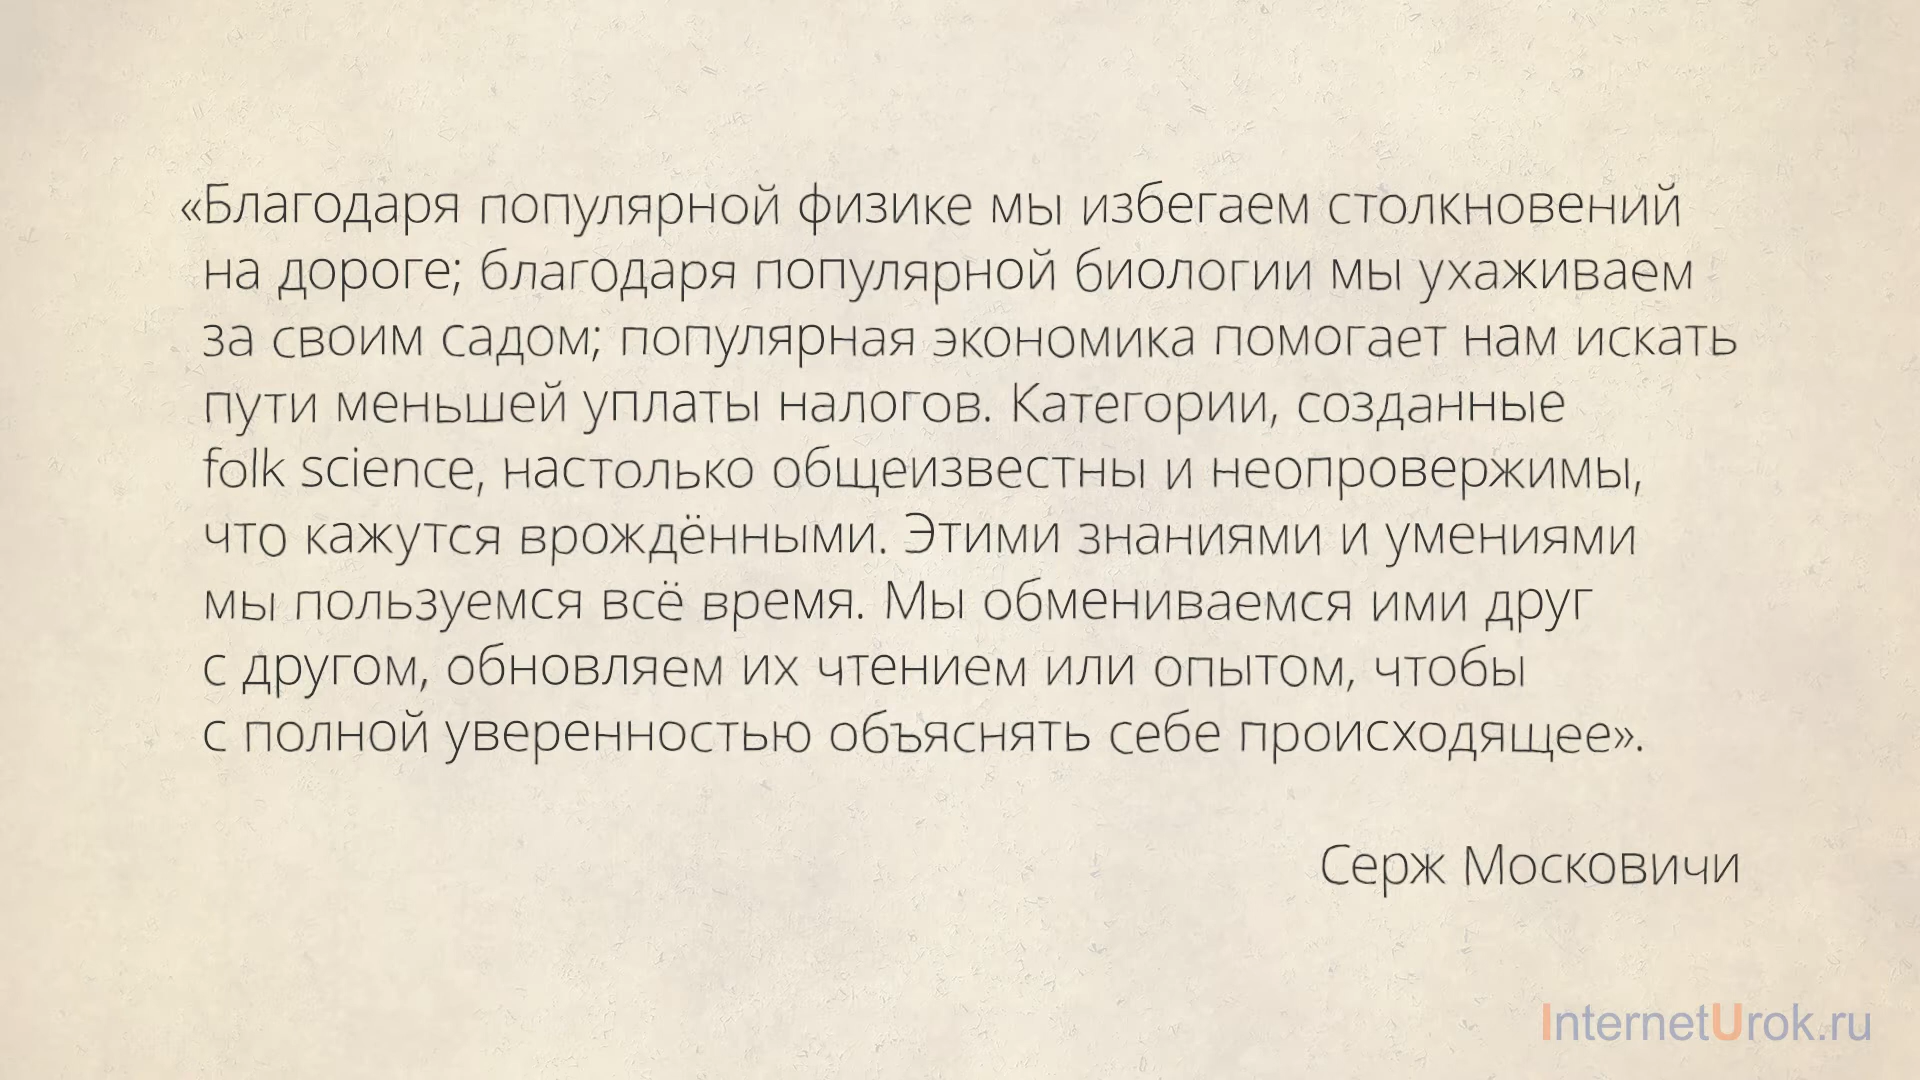 «Благодаря популярной физике мы избегаем столкновений
на дороге; благодаря популярной биологии мы ухаживаем
за своим садом; популярная экономика помогает нам искать
пути меньшей уплаты налогов. Категории, созданные
folk science, настолько общеизвестны и неопровержимы,
что кажутся врождёнными. Этими знаниями и умениями
мы пользуемся всё время. Мы обмениваемся ими друг
с другом, обновляем их чтением или опытом, чтобы
с полной уверенностью объяснять себе происходящее».
Серж Московичи
InternetUrok.ru